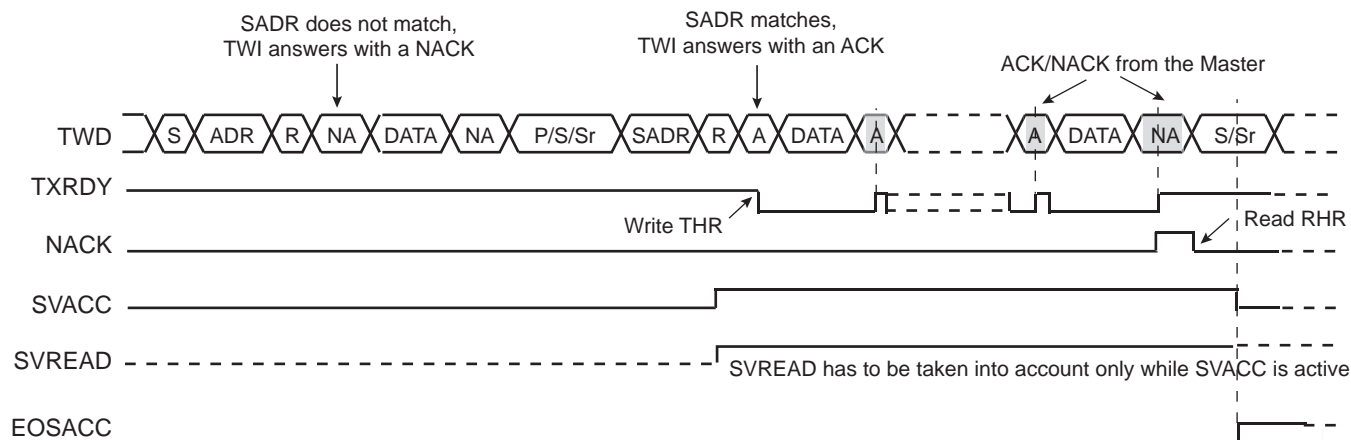 SADR does not match,
TWI answers with a NACK
SADR matches,
TWI answers with an ACK
ACK/NACK from the Master
TWD S ADR R NA DATA NA P/S/Sr SADR R A DATA A A DATA NA S/Sr
TXRDY
Write THR
Read RHR
NACK
SVACC
SVREAD
SVREAD has to be taken into account only while SVACC is active
EOSACC